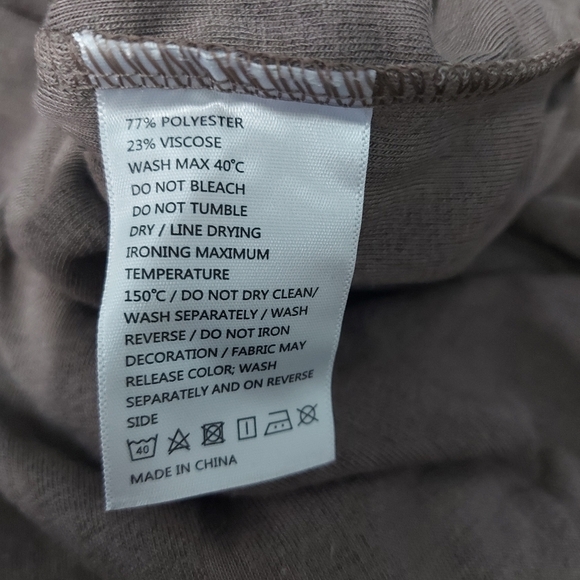 77% POLYESTER
23% VISCOSE
WASH MAX 40°C
DO NOT BLEACH
DO NOT TUMBLE
DRY / LINE DRYING
IRONING MAXIMUM
TEMPERATURE
150°C / DO NOT DRY CLEAN/
WASH SEPARATELY / WASH
REVERSE / DO NOT IRON
DECORATION / FABRIC MAY
RELEASE COLOR; WASH
SEPARATELY AND ON REVERSE
SIDE
40
MADE IN CHINA